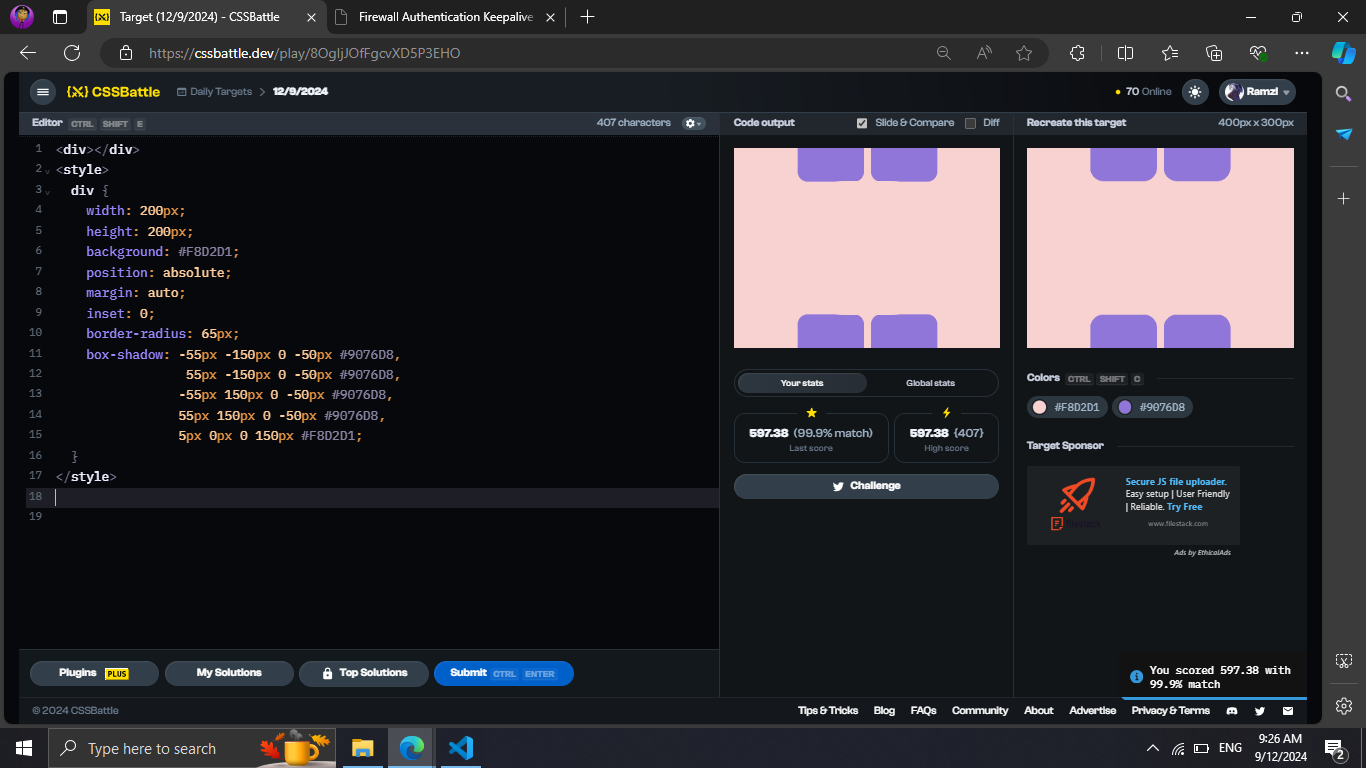 Target (12/9/2024) - CSSBattle
Firewall Authentication Keepalive
https://cssbattle.dev/play/8OgljJOfFgcvXD5P3EHO
{X} CSSBattle
Daily Targets > 12/9/2024
70 Online
Ramzi
Editor CTRL SHIFT E
407 characters
Code output
Slide & Compare
Diff
Recreate this target
400px x 300px
1 <div></div>
2 <style>
3 div {
4 width: 200px;
5 height: 200px;
6 background: #F8D2D1;
7 position: absolute;
8 margin: auto;
9 inset: 0;
10 border-radius: 65px;
11 box-shadow: -55px -150px 0 -50px #9076D8,
12 55px -150px 0 -50px #9076D8,
13 -55px 150px 0 -50px #9076D8,
14 55px 150px 0 -50px #9076D8,
15 5px 0px 0 150px #F8D2D1;
16 }
17 </style>
18
19
Your stats
Global stats
597.38 (99.9% match)
Last score
597.38 {407}
High score
Challenge
Colors CTRL SHIFT C
#F8D2D1
#9076D8
Target Sponsor
filestack
Secure JS file uploader.
Easy setup | User Friendly
| Reliable. Try Free
www.filestack.com
Ads by EthicalAds
You scored 597.38 with
99.9% match
Plugins PLUS
My Solutions
Top Solutions
Submit CTRL ENTER
© 2024 CSSBattle
Tips & Tricks
Blog
FAQs
Community
About
Advertise
Privacy & Terms
Type here to search
ENG
9:26 AM
9/12/2024
2